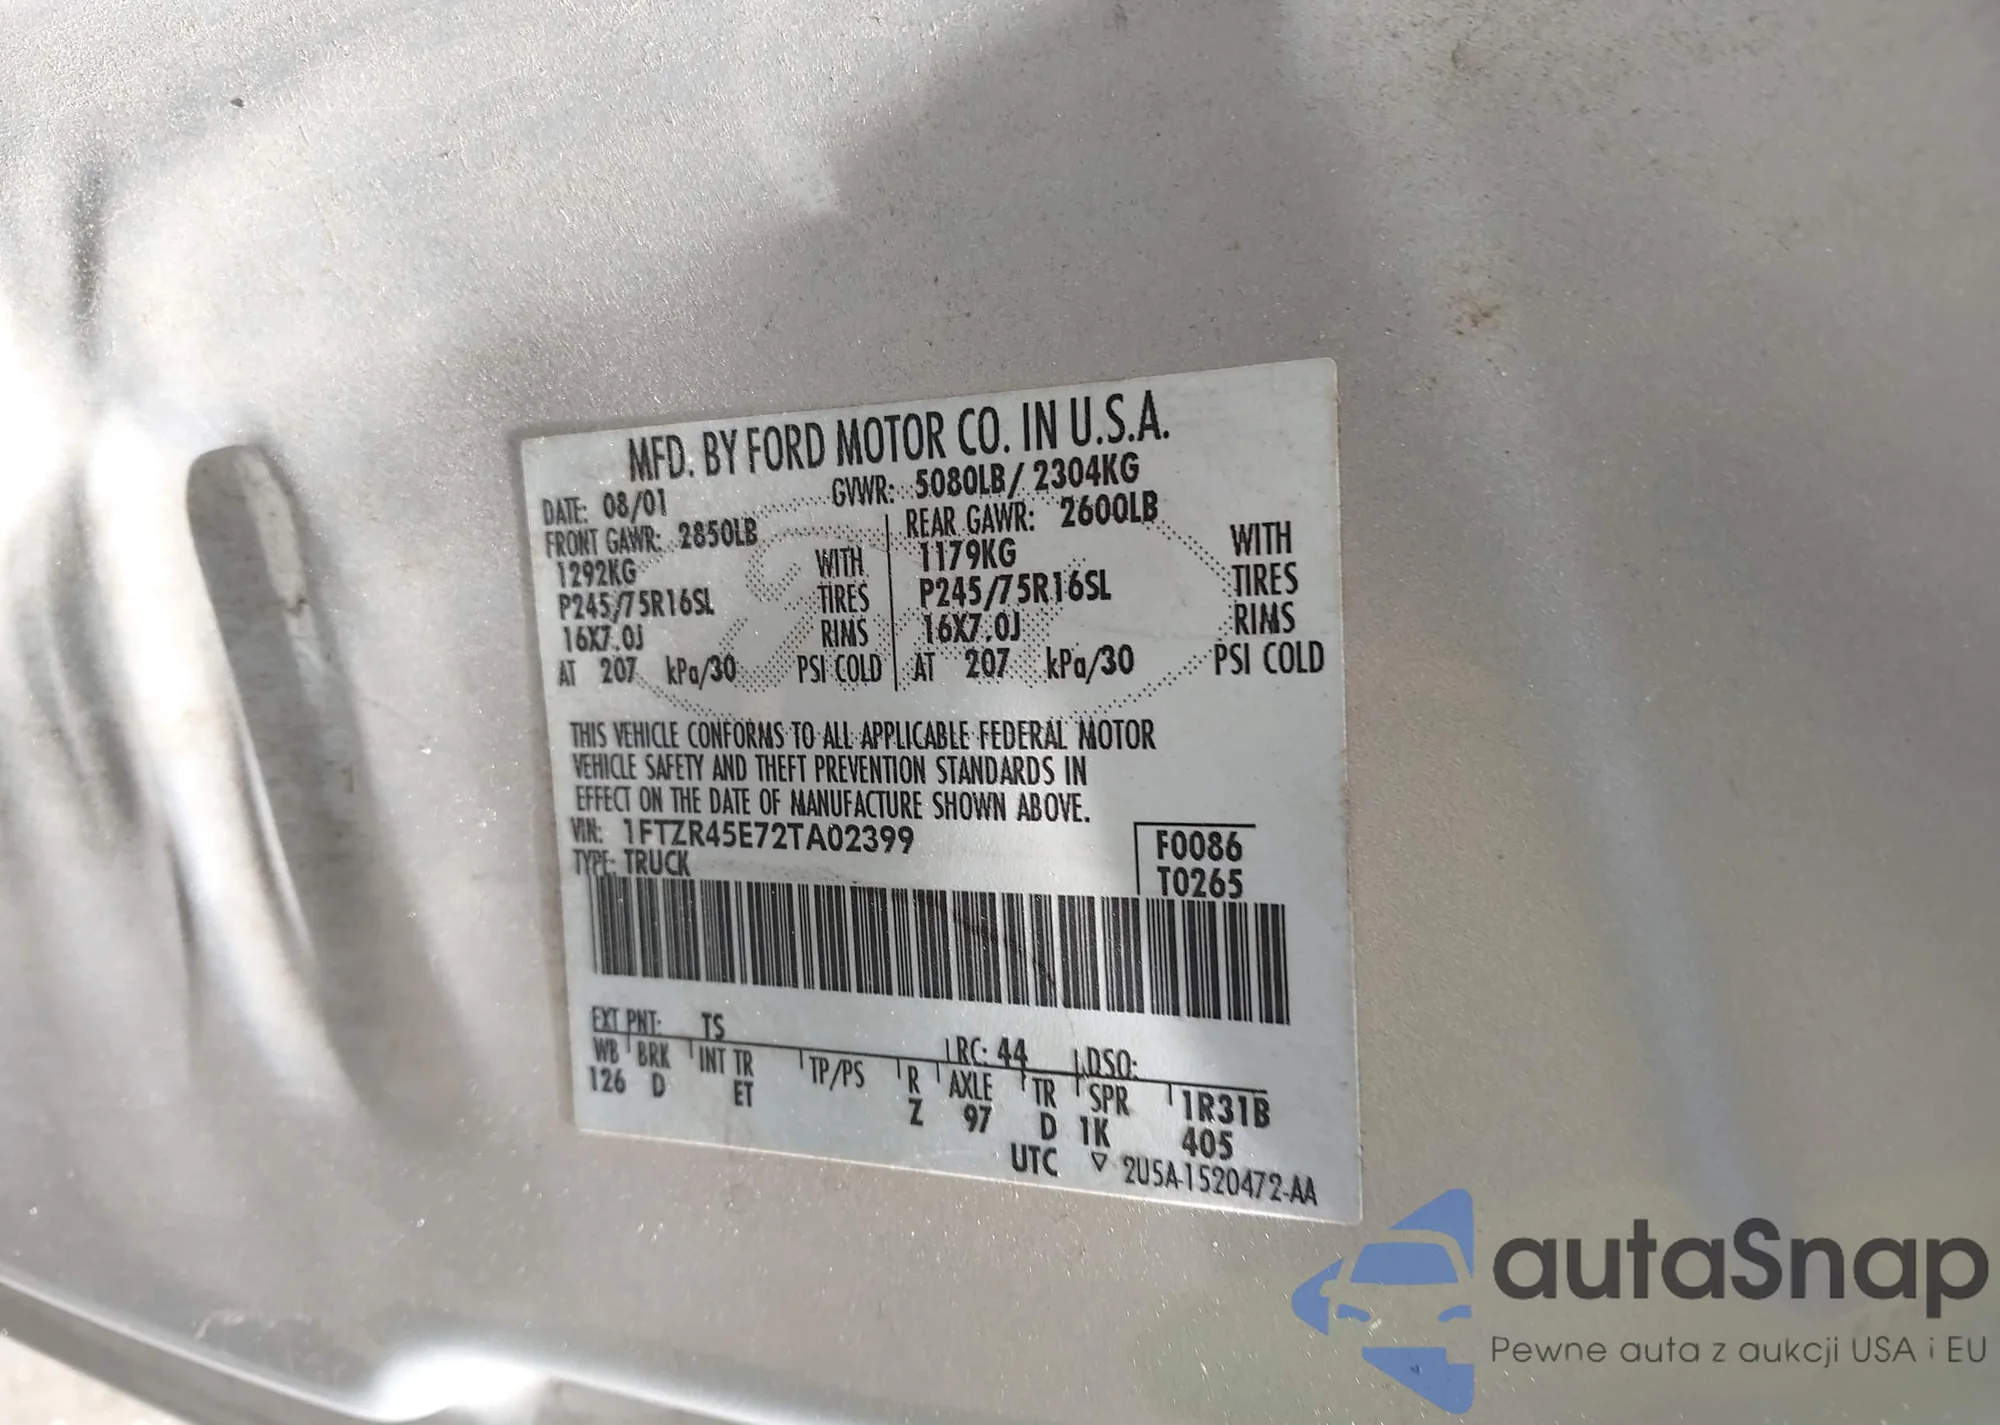 MFD. BY FORD MOTOR CO. IN U.S.A.
DATE: 08/01 GVWR: 5080LB/ 2304KG
FRONT GAWR: 2850LB REAR GAWR: 2600LB
1292KG WITH 1179KG WITH
P245/75R16SL TIRES P245/75R16SL TIRES
16X7.0J RIMS 16X7.0J RIMS
AT 207 kPa/30 PSI COLD AT 207 kPa/30 PSI COLD
THIS VEHICLE CONFORMS TO ALL APPLICABLE FEDERAL MOTOR
VEHICLE SAFETY AND THEFT PREVENTION STANDARDS IN
EFFECT ON THE DATE OF MANUFACTURE SHOWN ABOVE.
VIN: 1FTZR45E72TA02399 F0086
TYPE: TRUCK T0265
EXT PNT: TS RC: 44 DSO:
WB BRK INT TR TP/PS R AXLE TR SPR 1R31B
126 D ET Z 97 D 1K 405
UTC ▽ 2U5A-1520472-AA
autaSnap
Pewne auta z aukcji USA i EU